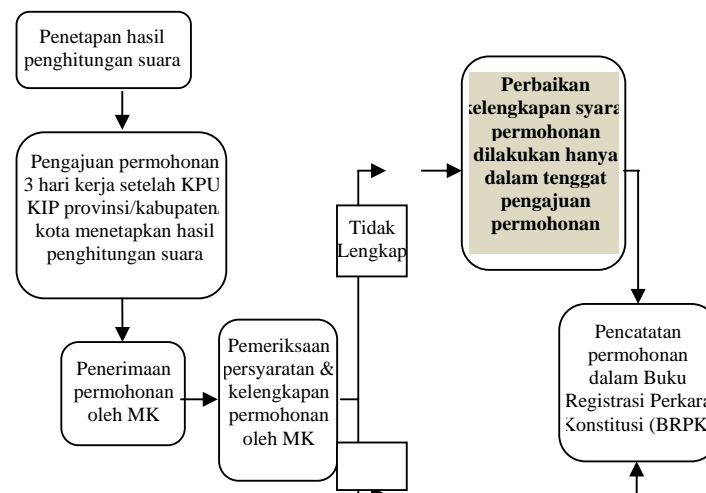 Penetapan hasil
penghitungan suara
Pengajuan permohonan
3 hari kerja setelah KPU
KIP provinsi/kabupaten
kota menetapkan hasil
penghitungan suara
Penerimaan
permohonan
oleh MK
Pemeriksaan
persyaratan &
kelengkapan
permohonan
oleh MK
Tidak
Lengkap
Perbaikan
kelengkapan syara
permohonan
dilakukan hanya
dalam tenggat
pengajuan
permohonan
Pencatatan
permohonan
dalam Buku
Registrasi Perkara
Konstitusi (BRPK